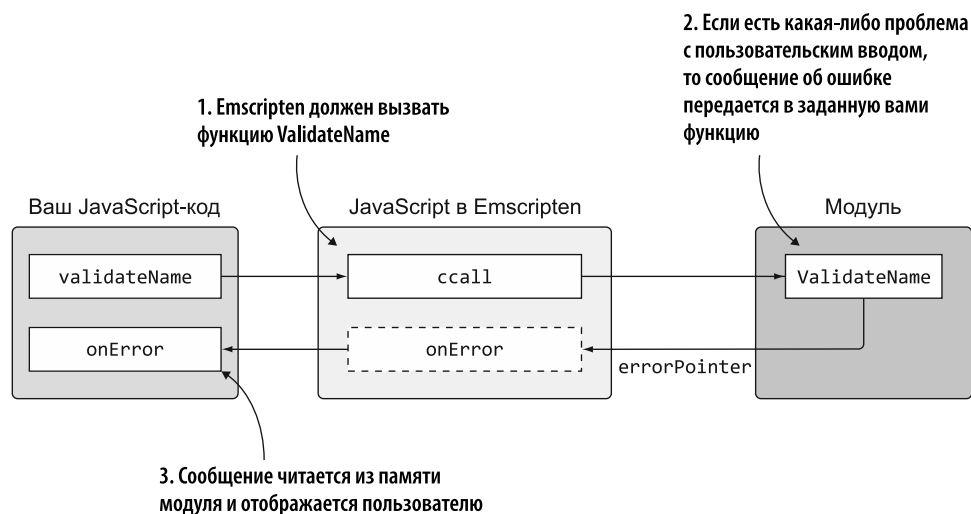 2. Если есть какая-либо проблема
с пользовательским вводом,
то сообщение об ошибке
передается в заданную вами
функцию
1. Emscripten должен вызвать
функцию ValidateName
Ваш JavaScript-код
JavaScript в Emscripten
Модуль
validateName
ccall
ValidateName
onError
onError
errorPointer
3. Сообщение читается из памяти
модуля и отображается пользователю